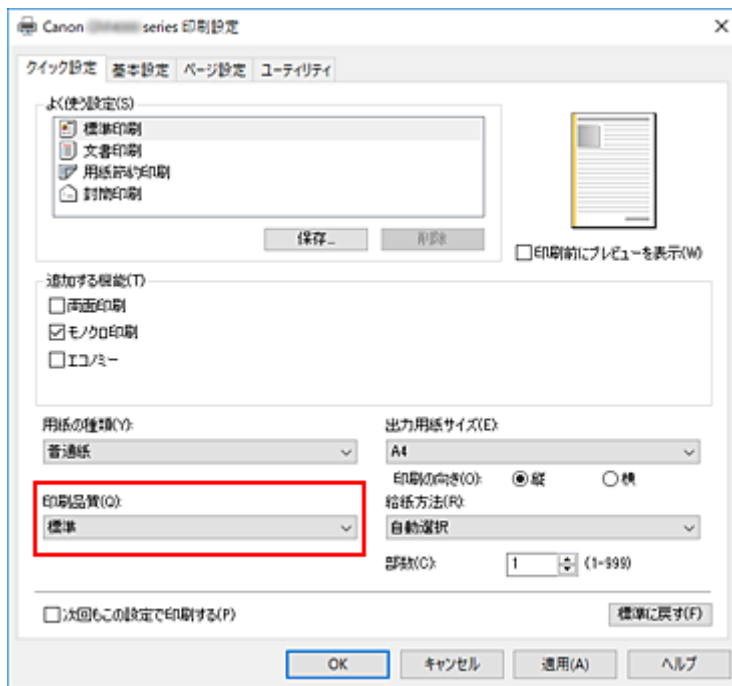 Canon series 印刷設定
クイック設定 基本設定 ページ設定 ユーティリティ
よく使う設定(S)
標準印刷
文書印刷
用紙節約印刷
封筒印刷
保存...
削除
印刷前にプレビューを表示(W)
追加する機能(T)
両面印刷
モノクロ印刷
エコノミー
用紙の種類(Y):
普通紙
出力用紙サイズ(E):
A4
印刷の向き(O): 縦 横
印刷品質(Q):
標準
給紙方法(R):
自動選択
部数(C): 1 (1-999)
次回もこの設定で印刷する(P)
標準に戻す(F)
OK キャンセル 適用(A) ヘルプ